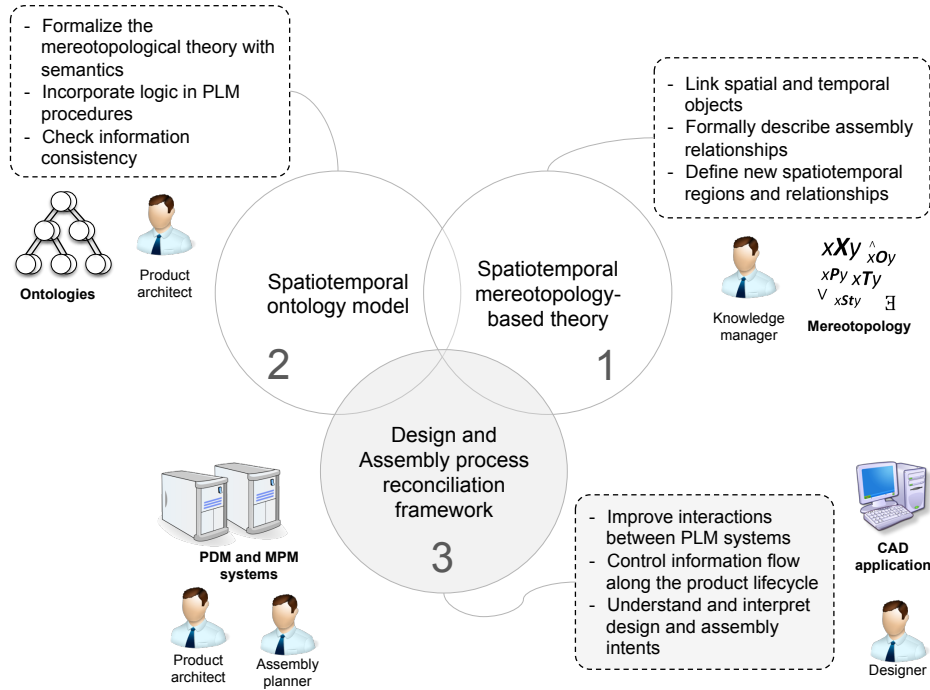 - Formalize the
mereotopological theory with
semantics
- Incorporate logic in PLM
procedures
- Check information
consistency
- Link spatial and temporal
objects
- Formally describe assembly
relationships
- Define new spatiotemporal
regions and relationships
Ontologies
Product
architect
Spatiotemporal
ontology model
2
Spatiotemporal
mereotopology-
based theory
1
Knowledge
manager
xXy ^
xOy
xPy xTy
∨ xSty ∃
Mereotopology
Design and
Assembly process
reconciliation
framework
3
PDM and MPM
systems
Product
architect
Assembly
planner
- Improve interactions
between PLM systems
- Control information flow
along the product lifecycle
- Understand and interpret
design and assembly
intents
CAD
application
Designer